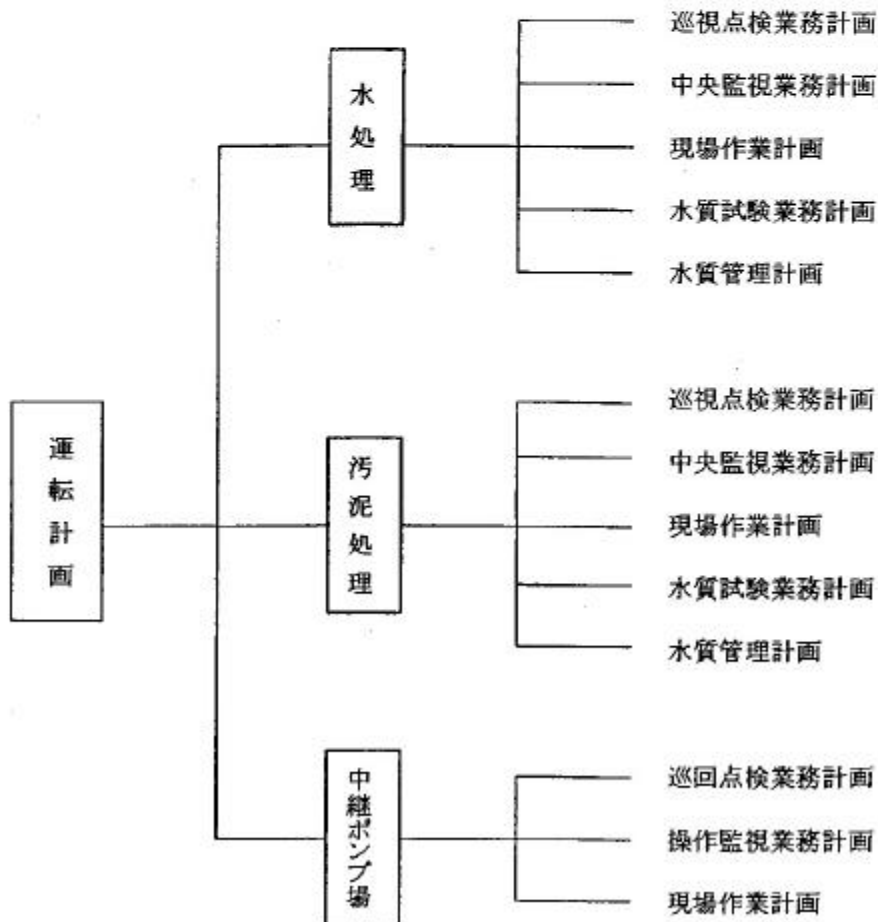 運転計画
水処理
巡視点検業務計画
中央監視業務計画
現場作業計画
水質試験業務計画
水質管理計画
汚泥処理
巡視点検業務計画
中央監視業務計画
現場作業計画
水質試験業務計画
水質管理計画
中継ポンプ場
巡回点検業務計画
操作監視業務計画
現場作業計画